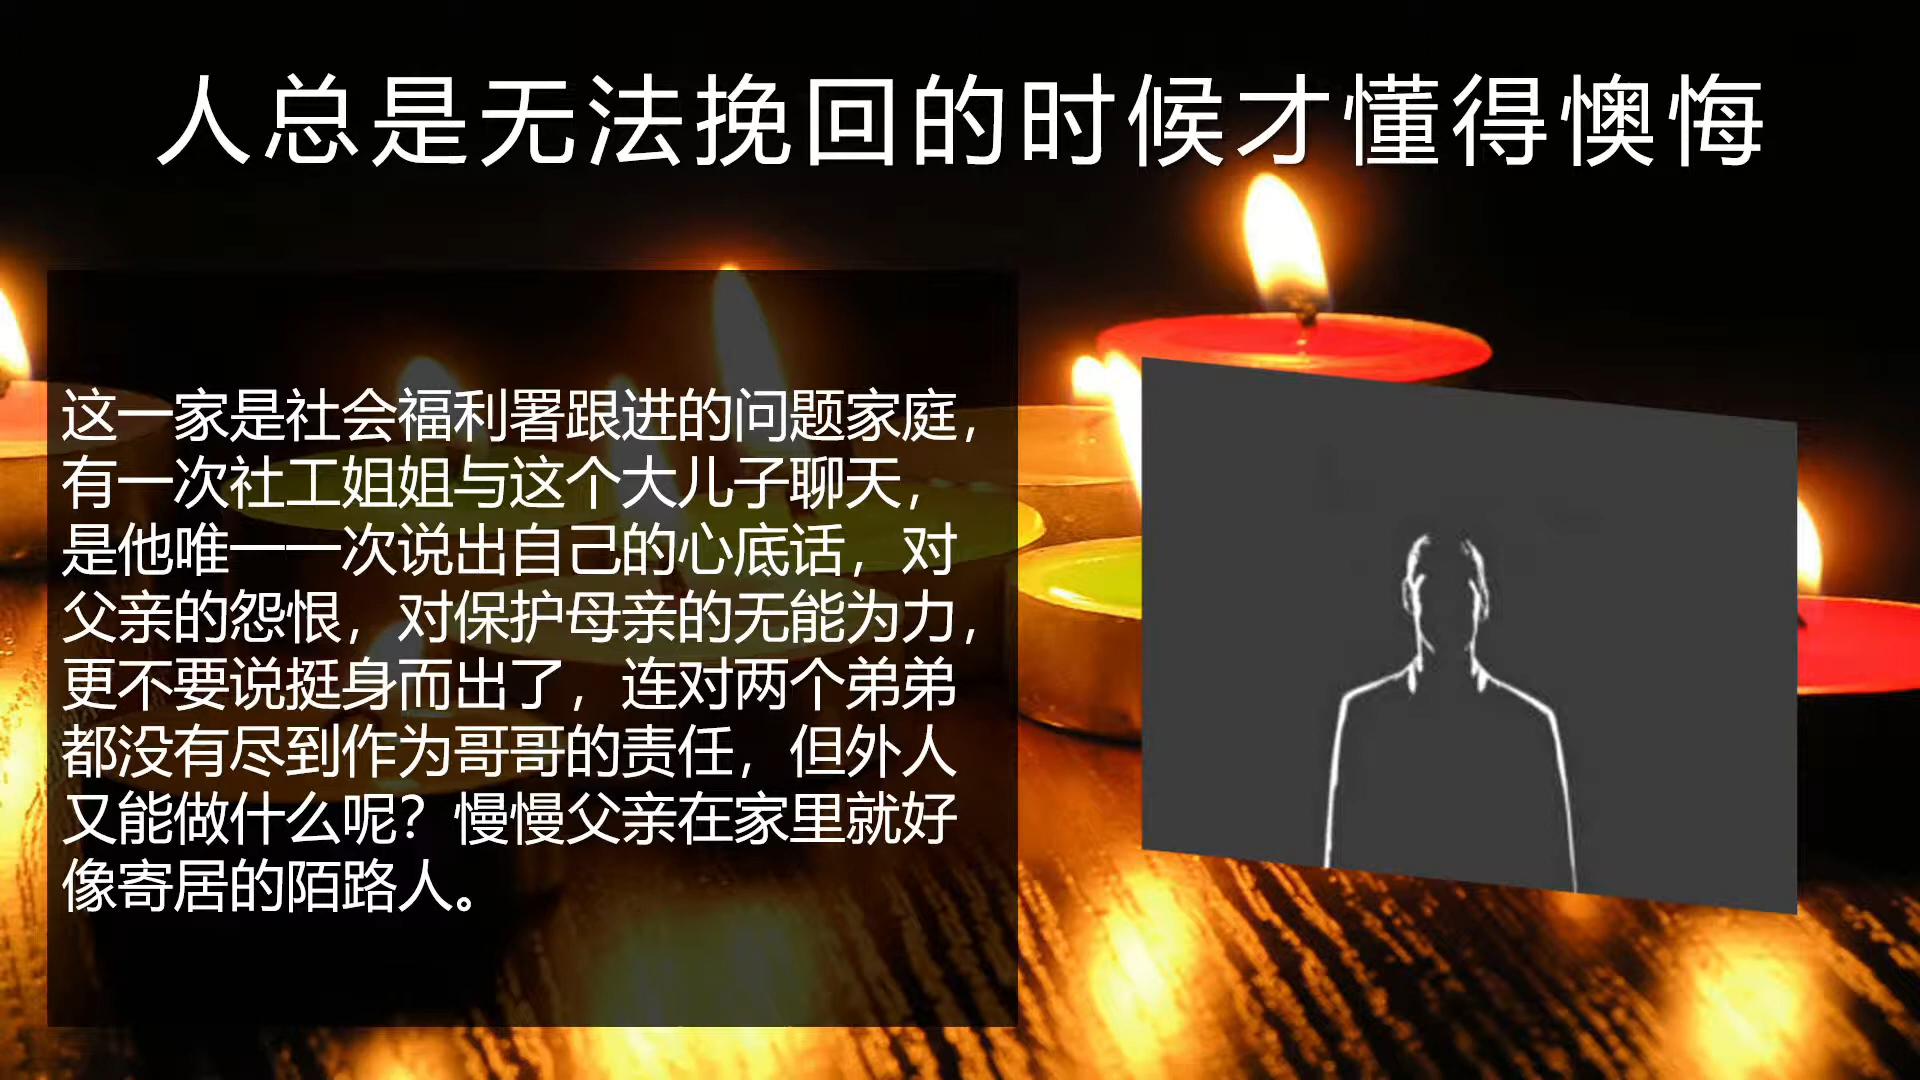 人总是无法挽回的时候才懂得懊悔
这一家是社会福利署跟进的问题家庭，
有一次社工姐姐与这个大儿子聊天，
是他唯一一次说出自己的心底话，对
父亲的怨恨，对保护母亲的无能为力，
更不要说挺身而出了，连对两个弟弟
都没有尽到作为哥哥的责任，但外人
又能做什么呢？慢慢父亲在家里就好
像寄居的陌路人。